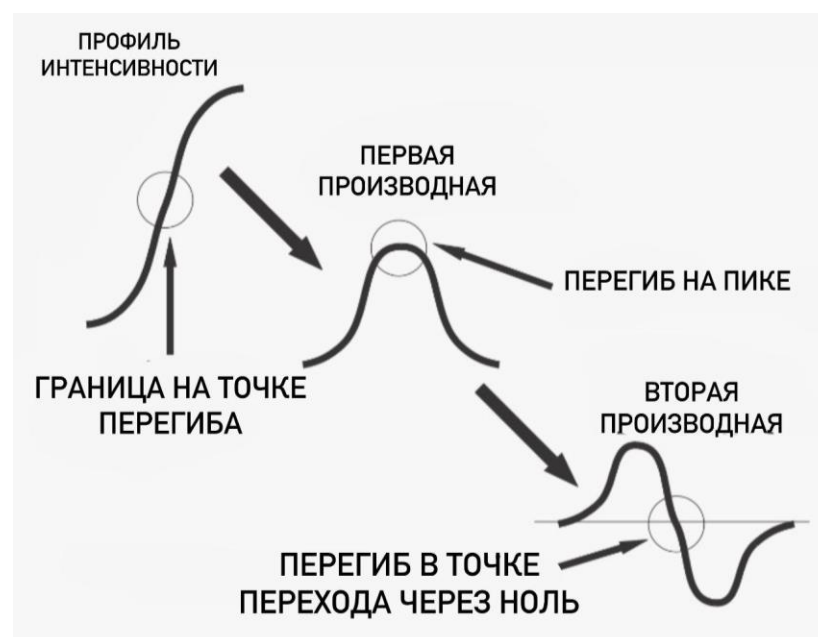 ПРОФИЛЬ
ИНТЕНСИВНОСТИ
ПЕРВАЯ
ПРОИЗВОДНАЯ
ПЕРЕГИБ НА ПИКЕ
ГРАНИЦА НА ТОЧКЕ
ПЕРЕГИБА
ВТОРАЯ
ПРОИЗВОДНАЯ
ПЕРЕГИБ В ТОЧКЕ
ПЕРЕХОДА ЧЕРЕЗ НОЛЬ